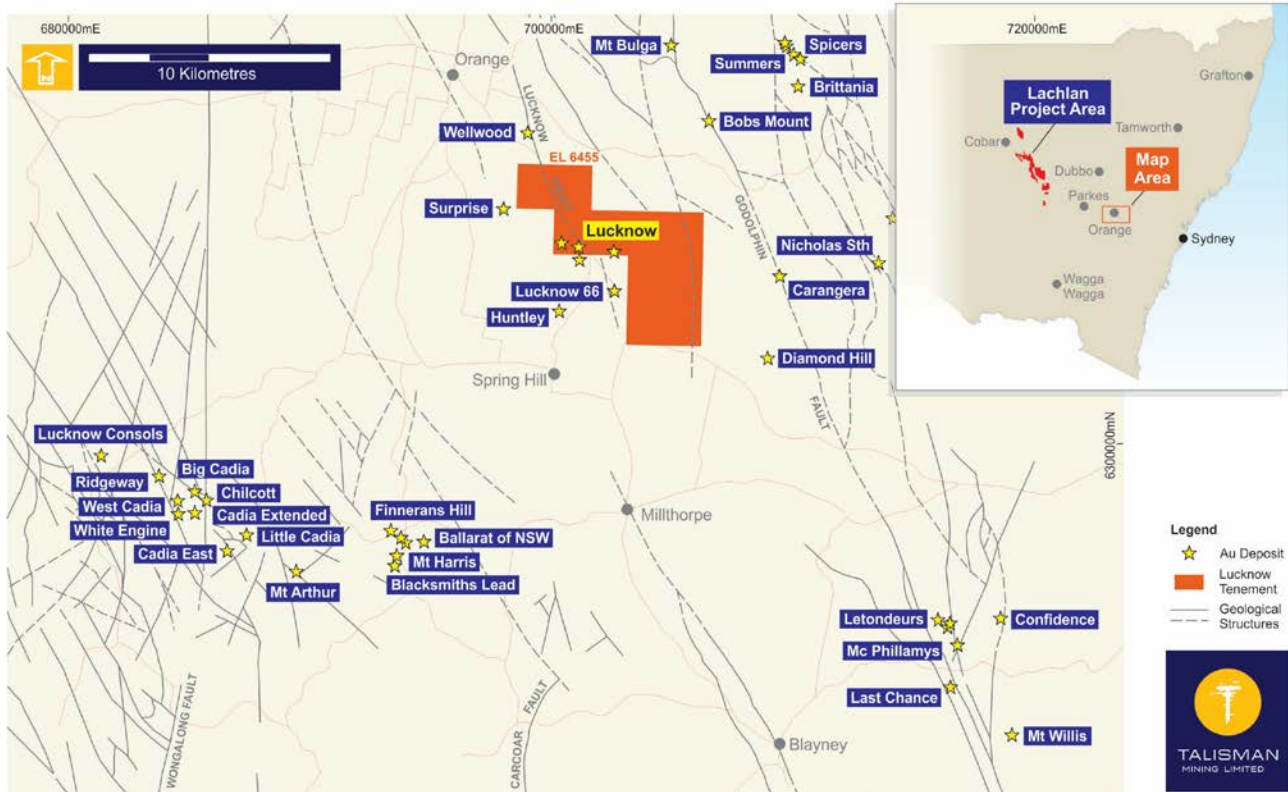 680000mE
700000mE
720000mE
N
10 Kilometres
Orange
Mt Bulga
Spicers
Summers
Brittania
Wellwood
LUCKNOW
Bobs Mount
EL 6455
Surprise
Lucknow
GODOLPHIN
FAULT
Nicholas Sth
Carangera
Lucknow 66
Huntley
Diamond Hill
Spring Hill
6300000mN
Grafton
Lachlan
Project Area
Tamworth
Cobar
Dubbo
Map
Area
Parkes
Orange
Sydney
Wagga
Wagga
Lucknow Consols
Big Cadia
Ridgeway
Chilcott
West Cadia
Cadia Extended
White Engine
Little Cadia
Cadia East
Mt Arthur
Finnerans Hill
Ballarat of NSW
Mt Harris
Blacksmiths Lead
Millthorpe
Letondeurs
Confidence
Mc Phillamys
Last Chance
Mt Willis
Blayney
WONGALONG FAULT
CARCOAR
FAULT
Legend
Au Deposit
Lucknow
Tenement
Geological
Structures
TALISMAN
MINING LIMITED